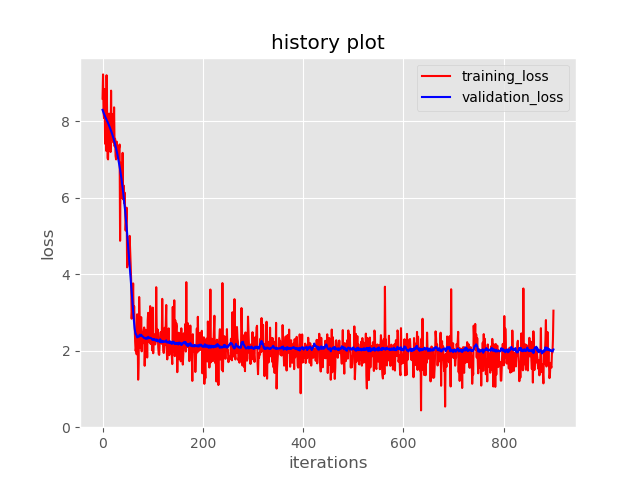 history plot
training_loss
validation_loss
8
6
4
2
0
loss
0 200 400 600 800
iterations